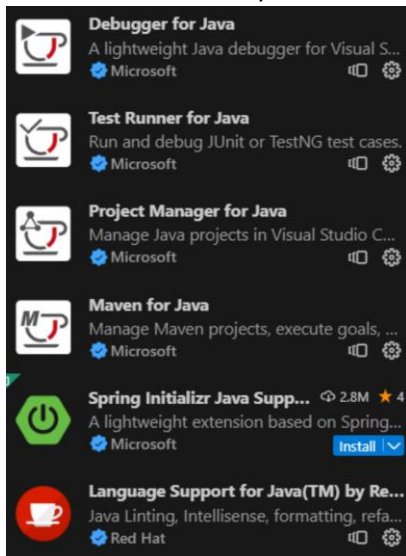 Debugger for Java
A lightweight Java debugger for Visual S...
Microsoft
Test Runner for Java
Run and debug JUnit or TestNG test cases.
Microsoft
Project Manager for Java
Manage Java projects in Visual Studio C...
Microsoft
Maven for Java
Manage Maven projects, execute goals, ...
Microsoft
Spring Initializr Java Supp... 2.8M ★ 4
A lightweight extension based on Spring...
Microsoft Install
Language Support for Java(TM) by Re...
Java Linting, Intellisense, formatting, refa...
Red Hat